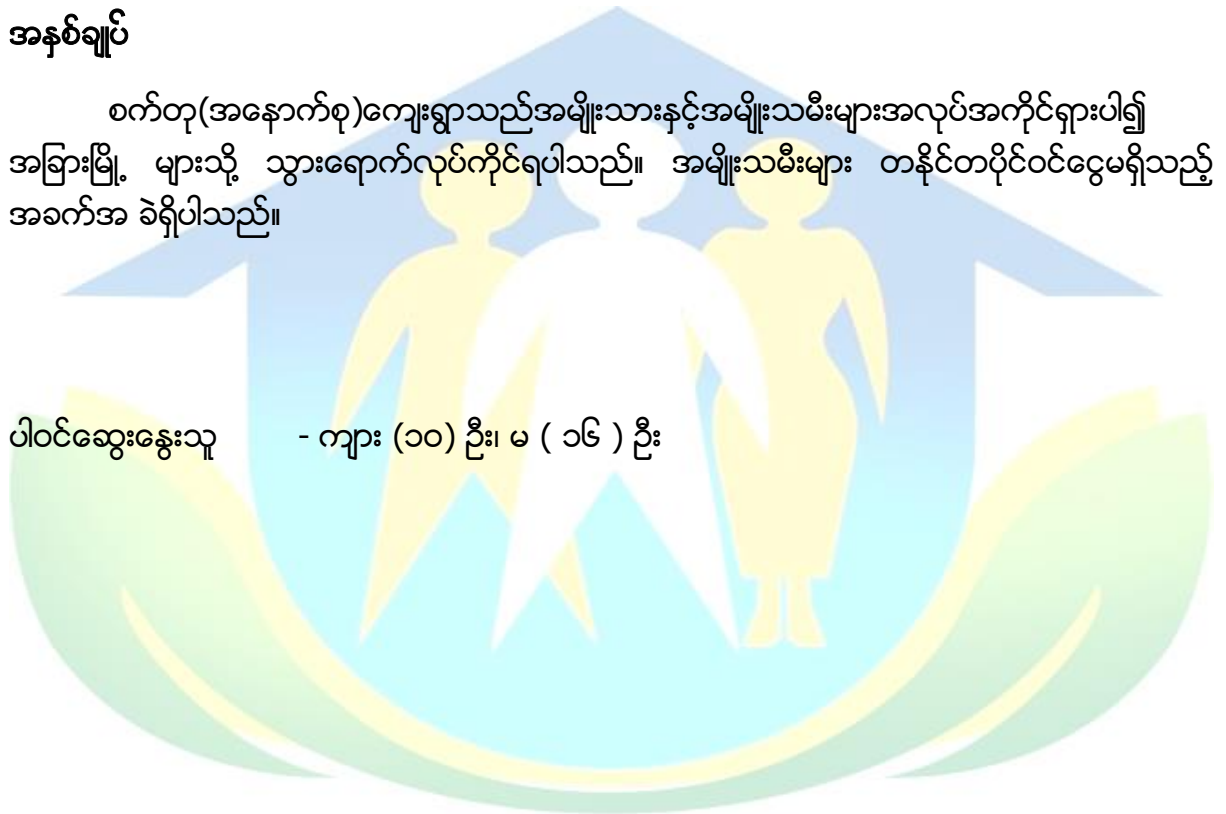 အနှစ်ချုပ်
စက်တု(အနောက်စု)ကျေးရွာသည်အမျိုးသားနှင့်အမျိုးသမီးများအလုပ်အကိုင်ရှားပါ၍
အခြားမြို့ များသို့ သွားရောက်လုပ်ကိုင်ရပါသည်။ အမျိုးသမီးများ တနိုင်တပိုင်ဝင်ငွေမရှိသည့်
အခက်အ ခဲရှိပါသည်။
ပါဝင်ဆွေးနွေးသူ - ကျား (၁၀) ဦး၊ မ ( ၁၆ ) ဦး